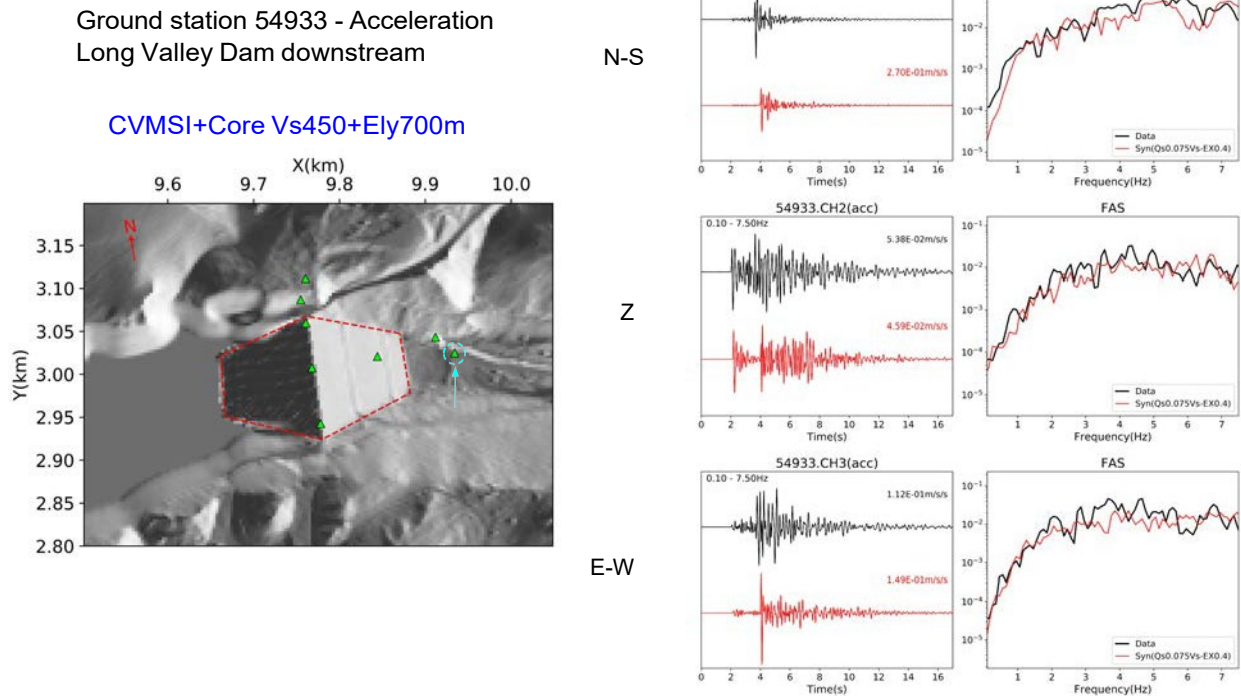 Ground station 54933 - Acceleration
Long Valley Dam downstream
CVMSI+Core Vs450+Ely700m
X(km)
9.6 9.7 9.8 9.9 10.0
N
3.15
3.10
3.05
3.00
2.95
2.90
2.85
2.80
Y(km)
N-S
2.70E-01m/s/s
0 2 4 6 8 10 12 14 16
Time(s)
10⁻²
10⁻³
10⁻⁴
10⁻⁵
Data
Syn(Qs0.075Vs-EX0.4)
1 2 3 4 5 6 7
Frequency(Hz)
Z
54933.CH2(acc)
0.10 - 7.50Hz
5.38E-02m/s/s
4.59E-02m/s/s
0 2 4 6 8 10 12 14 16
Time(s)
FAS
10⁻¹
10⁻²
10⁻³
10⁻⁴
10⁻⁵
Data
Syn(Qs0.075Vs-EX0.4)
1 2 3 4 5 6 7
Frequency(Hz)
E-W
54933.CH3(acc)
0.10 - 7.50Hz
1.12E-01m/s/s
1.49E-01m/s/s
0 2 4 6 8 10 12 14 16
Time(s)
FAS
10⁻¹
10⁻²
10⁻³
10⁻⁴
10⁻⁵
Data
Syn(Qs0.075Vs-EX0.4)
1 2 3 4 5 6 7
Frequency(Hz)